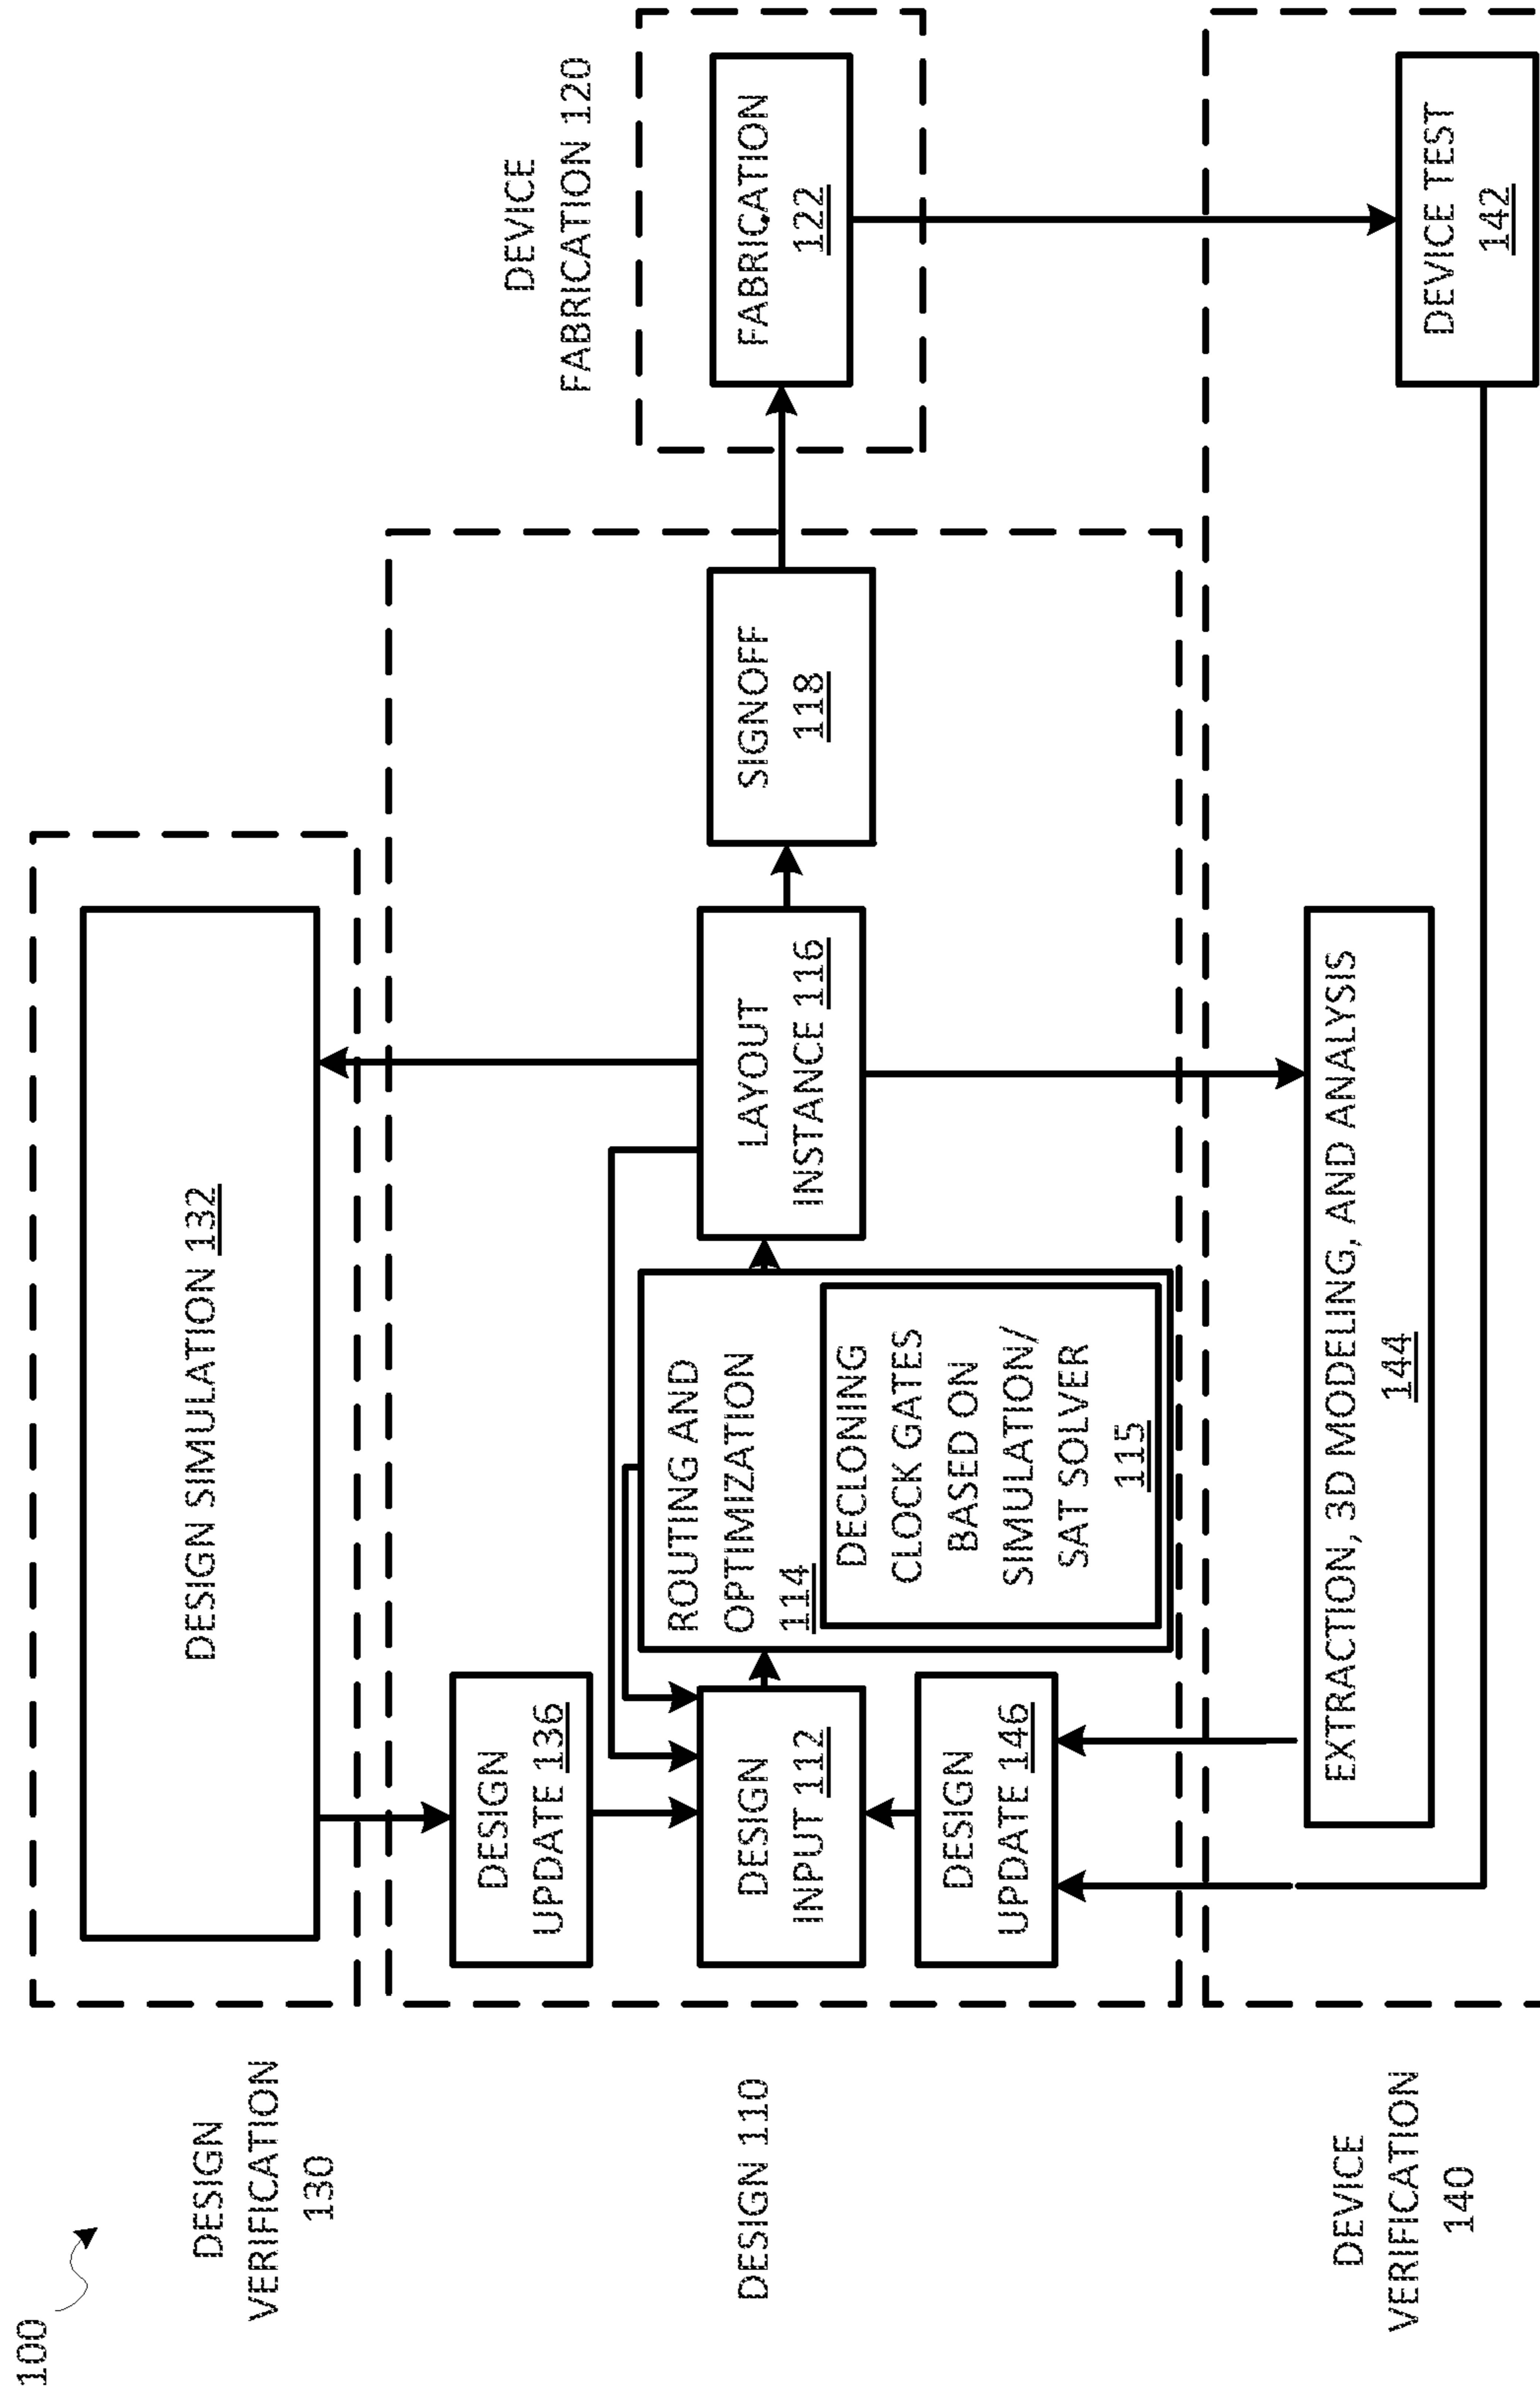 100
DESIGN
VERIFICATION
130
DESIGN SIMULATION 132
DEVICE
FABRICATION 120
DESIGN
UPDATE 136
DESIGN 110
DESIGN
INPUT 112
ROUTING AND
OPTIMIZATION
114
DECLONING
CLOCK GATES
BASED ON
SIMULATION/
SAT SOLVER
115
LAYOUT
INSTANCE 116
SIGNOFF
118
FABRICATION
122
DESIGN
UPDATE 146
DEVICE
VERIFICATION
140
EXTRACTION, 3D MODELING, AND ANALYSIS
144
DEVICE TEST
142